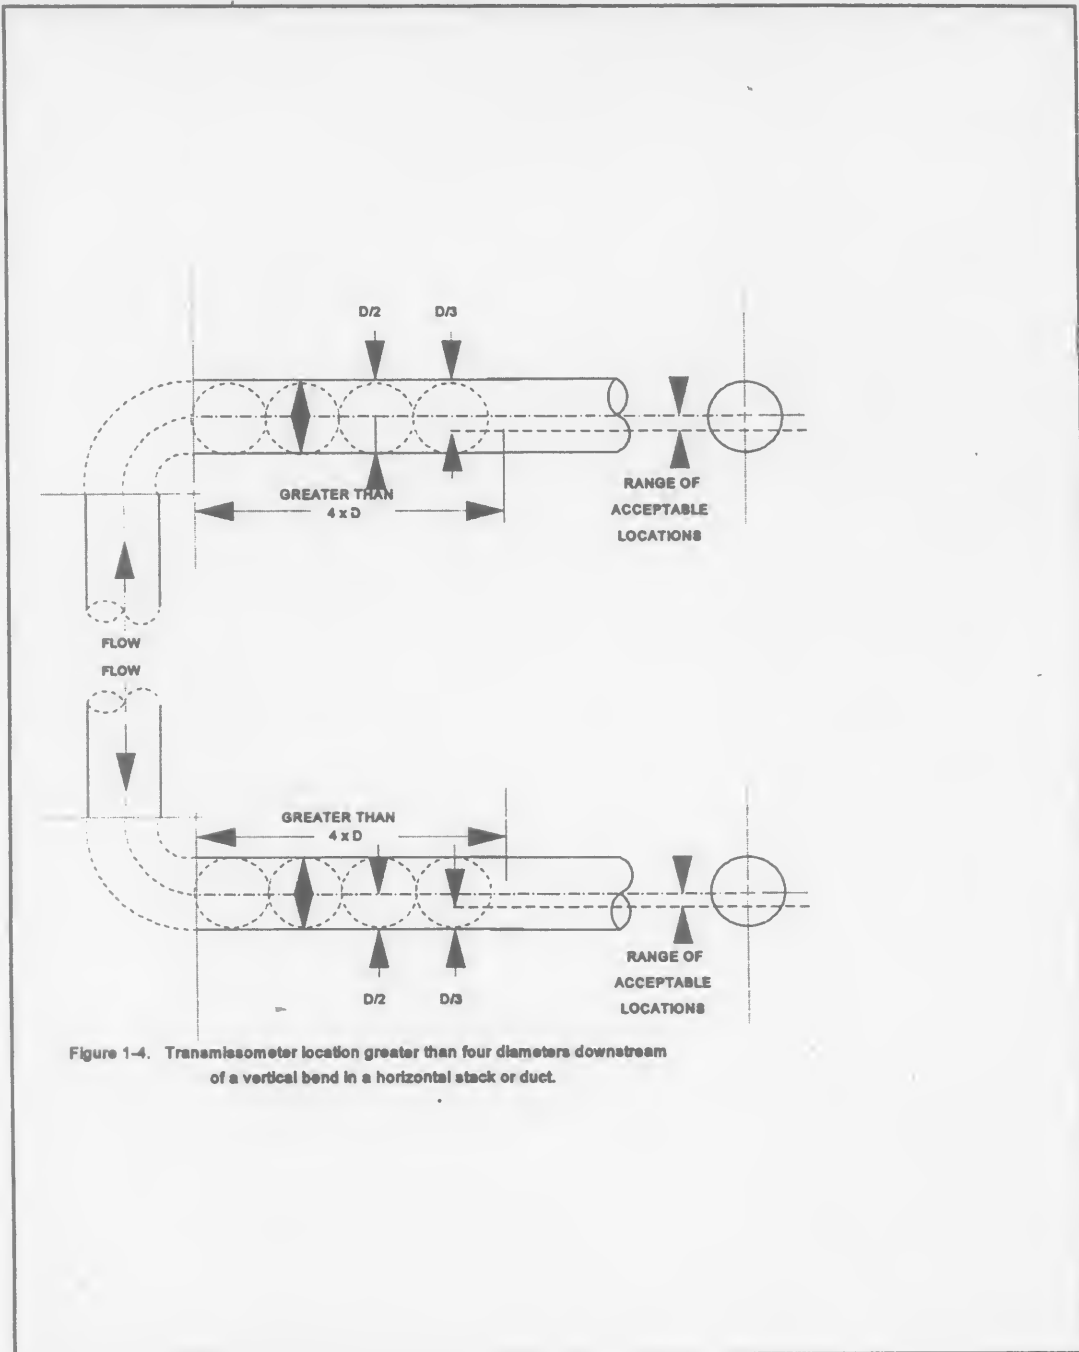 D/2 D/3
GREATER THAN
4 x D
RANGE OF
ACCEPTABLE
LOCATIONS
FLOW
FLOW
GREATER THAN
4 x D
RANGE OF
ACCEPTABLE
LOCATIONS
D/2 D/3
Figure 1-4. Transmissometer location greater than four diameters downstream
of a vertical bend in a horizontal stack or duct.